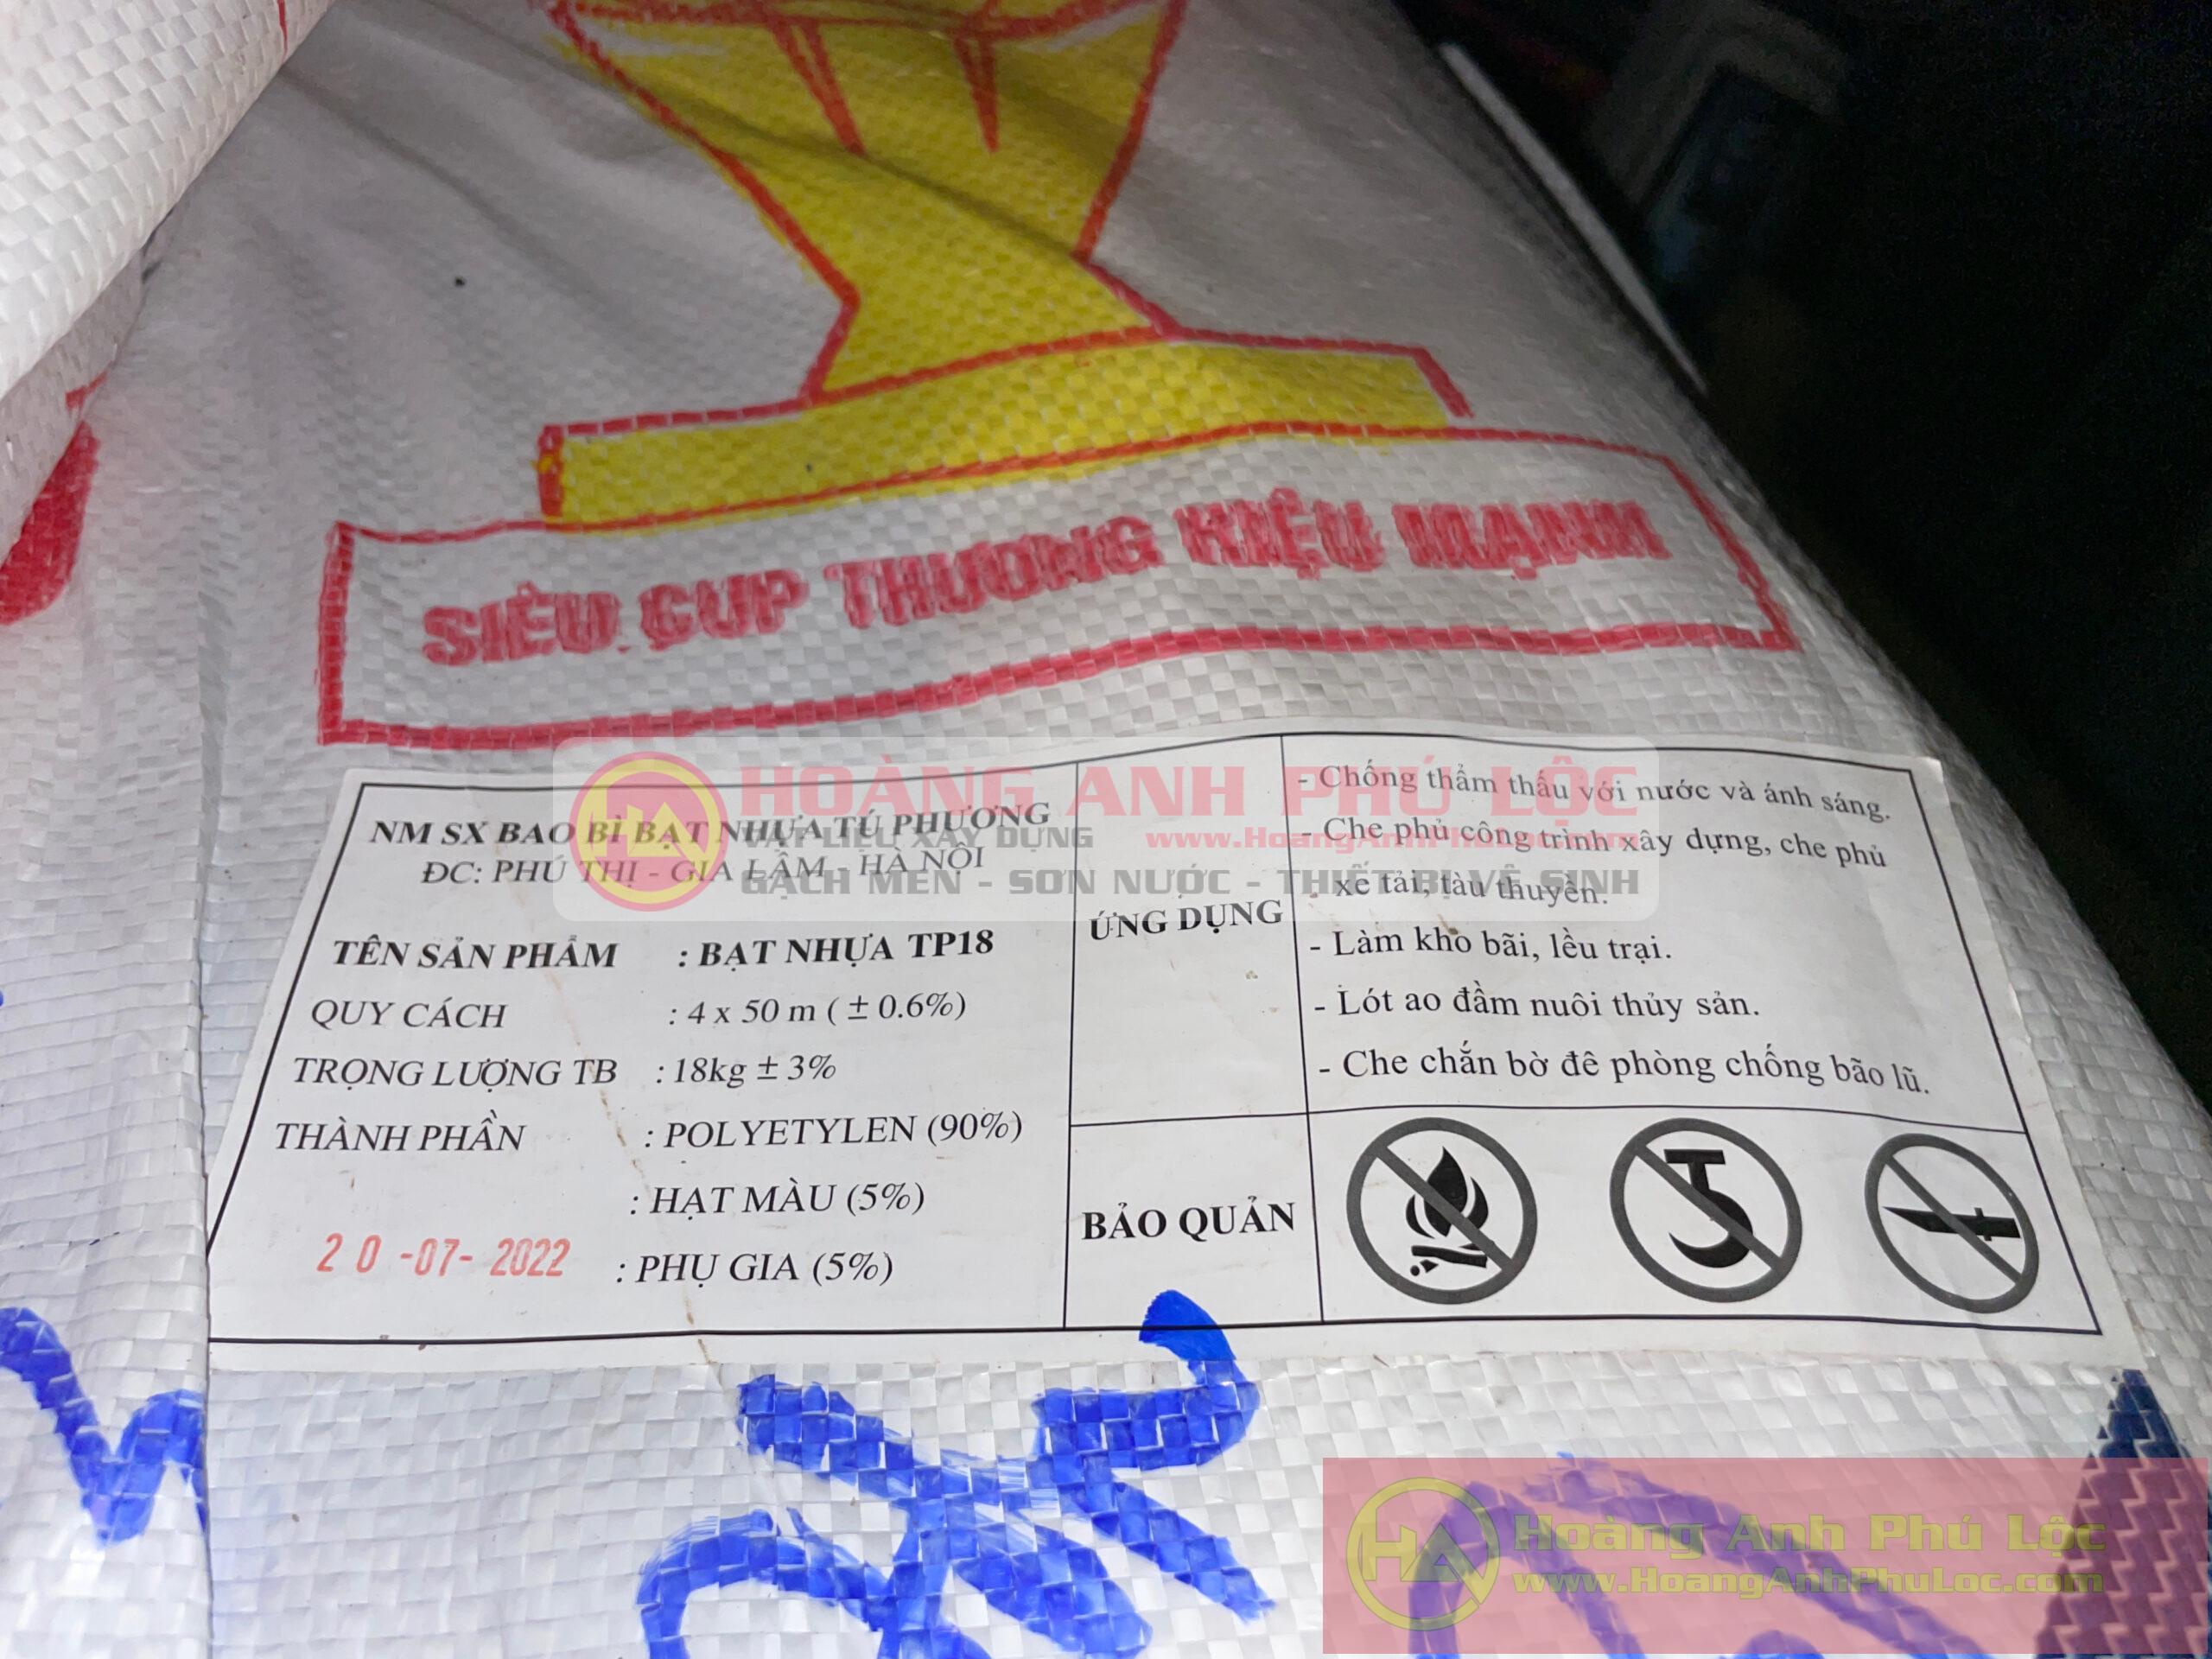 SIÊU CUP THƯƠNG HIỆU MẠNH
HOÀNG ANH PHÚ LỘC
VẬT LIỆU XÂY DỰNG www.HoangAnhPhuLoc.com
GẠCH MEN - SƠN NƯỚC - THIẾT BỊ VỆ SINH
NM SX BAO BÌ BẠT NHỰA TÚ PHƯƠNG
ĐC: PHÚ THỊ - GIA LÂM - HÀ NỘI
TÊN SẢN PHẨM : BẠT NHỰA TP18
QUY CÁCH : 4 x 50 m ( ± 0.6%)
TRỌNG LƯỢNG TB : 18kg ± 3%
THÀNH PHẦN : POLYETYLEN (90%)
: HẠT MÀU (5%)
20 -07- 2022 : PHỤ GIA (5%)
ỨNG DỤNG
- Chống thẩm thấu với nước và ánh sáng.
- Che phủ công trình xây dựng, che phủ
- xe tải, tàu thuyền.
- Làm kho bãi, lều trại.
- Lót ao đầm nuôi thủy sản.
- Che chắn bờ đê phòng chống bão lũ.
BẢO QUẢN
HA Hoàng Anh Phú Lộc
www.HoangAnhPhuLoc.com